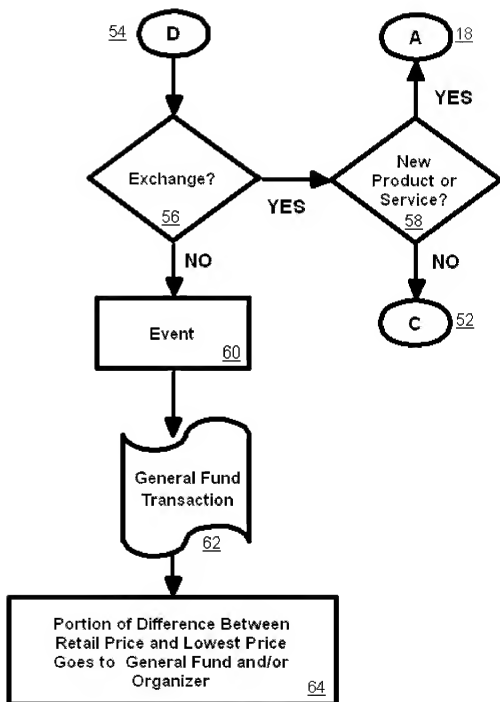 54
D
A
18
YES
Exchange?
56
YES
New
Product or
Service?
58
NO
NO
C
52
Event
60
General Fund
Transaction
62
Portion of Difference Between
Retail Price and Lowest Price
Goes to General Fund and/or
Organizer
64